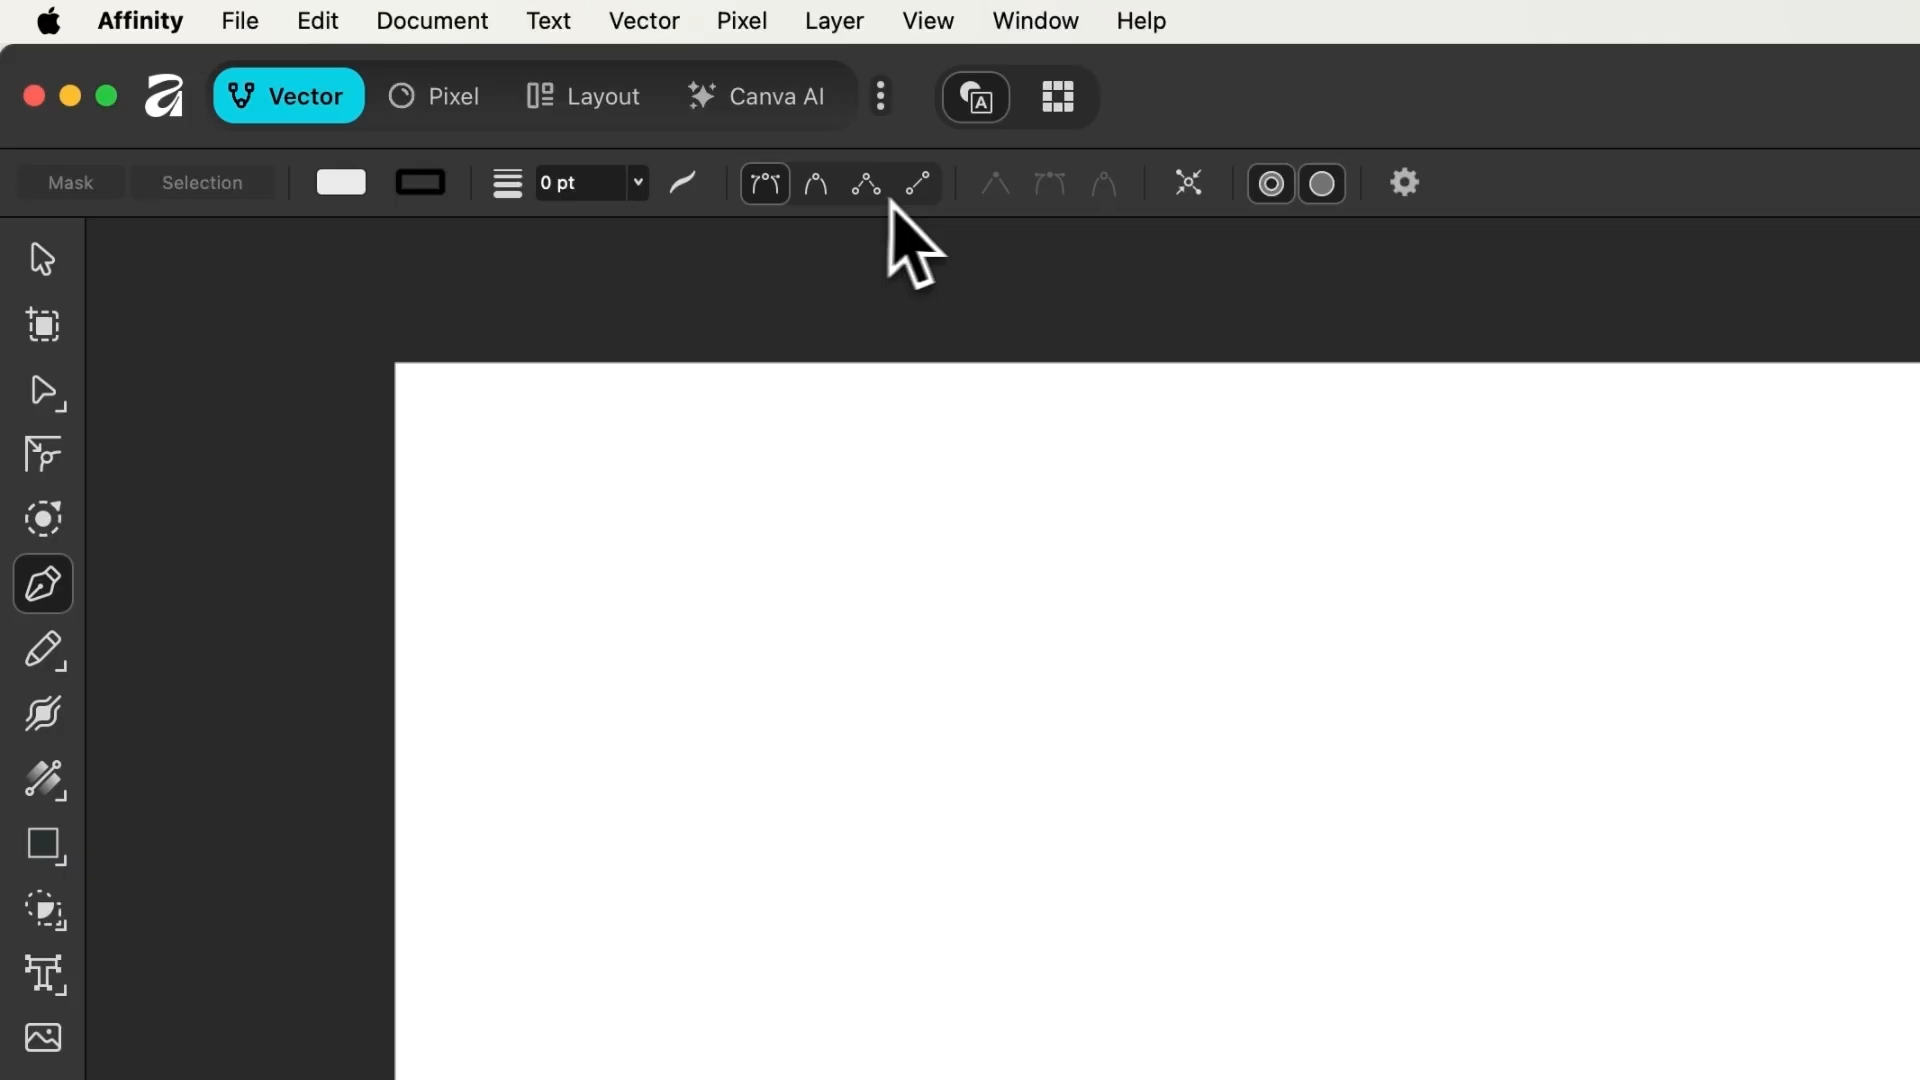 Affinity File Edit Document Text Vector Pixel Layer View Window Help
Vector Pixel Layout Canva AI
Mask Selection 0 pt